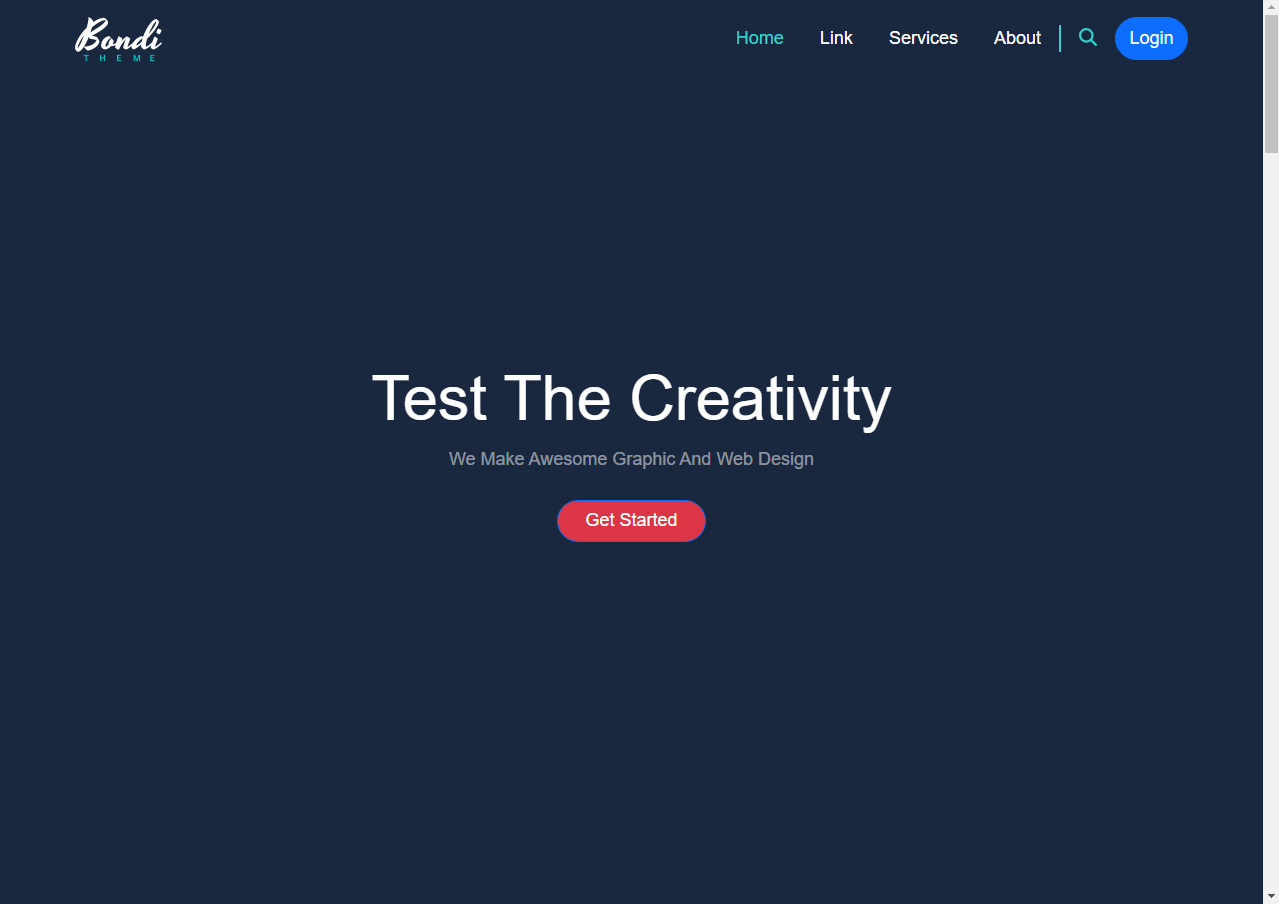 Bondi
THEME
Home Link Services About Login
Test The Creativity
We Make Awesome Graphic And Web Design
Get Started